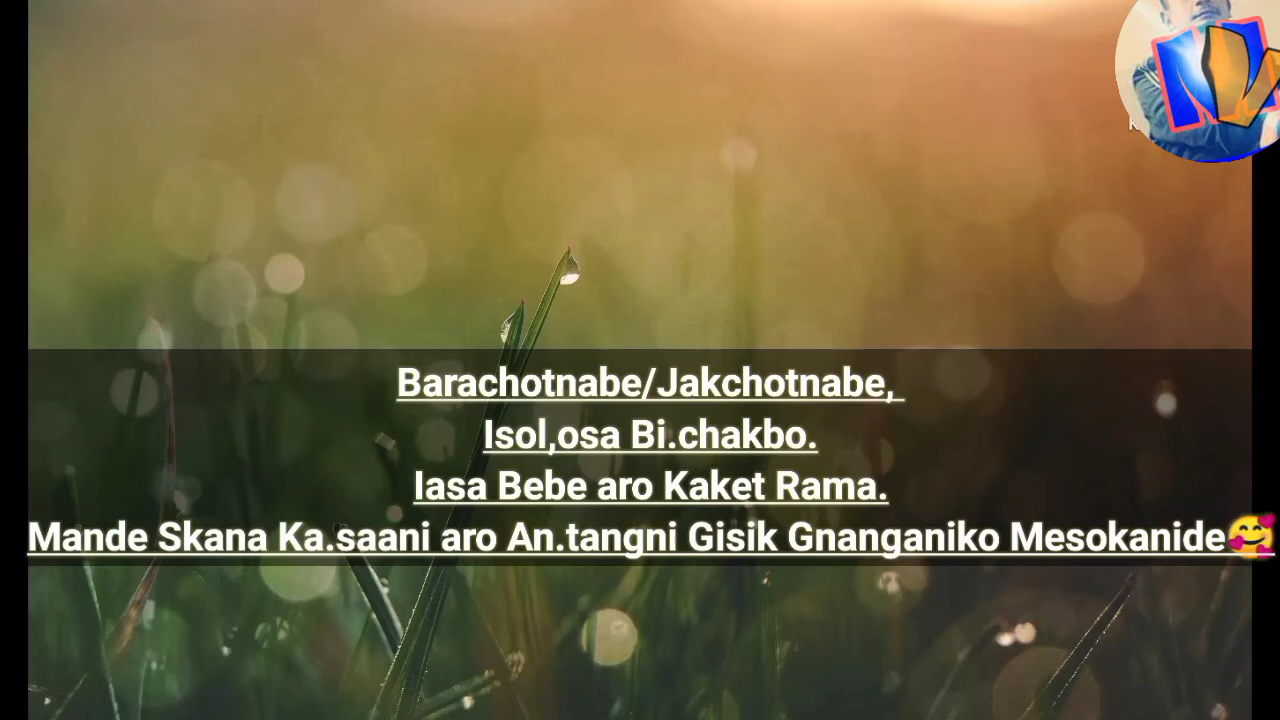 Barachotnabe/Jakchotnabe,
Isol,osa Bi.chakbo.
Iasa Bebe aro Kaket Rama.
Mande Skana Ka.saani aro An.tangni Gisik Gnanganiko Mesokanide🥰